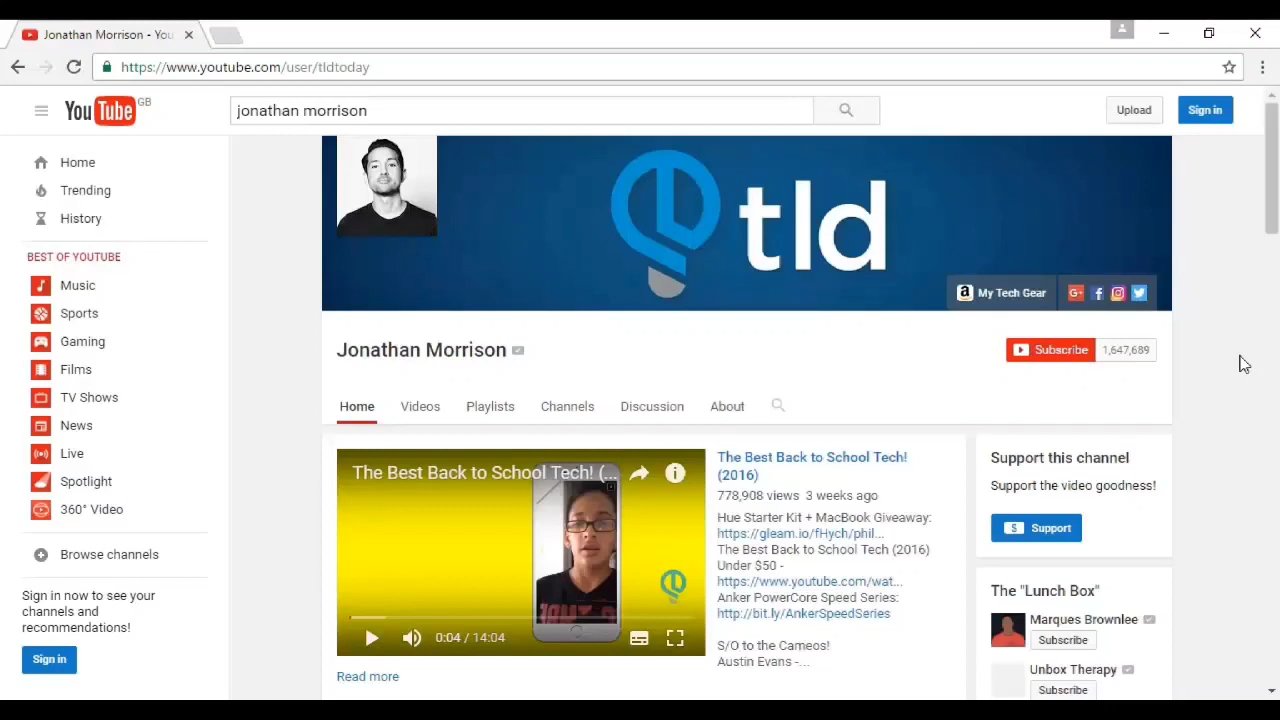 Jonathan Morrison - You
https://www.youtube.com/user/tldtoday
YouTube GB
jonathan morrison
Upload
Sign in
Home
Trending
History
BEST OF YOUTUBE
Music
Sports
Gaming
Films
TV Shows
News
Live
Spotlight
360° Video
Browse channels
Sign in now to see your
channels and
recommendations!
Sign in
tld
a My Tech Gear
G+
Jonathan Morrison
Subscribe 1,647,689
Home Videos Playlists Channels Discussion About
The Best Back to School Tech! (...
0:04 / 14:04
Read more
The Best Back to School Tech!
(2016)
778,908 views 3 weeks ago
Hue Starter Kit + MacBook Giveaway:
https://gleam.io/fHych/phil...
The Best Back to School Tech (2016)
Under $50 -
https://www.youtube.com/wat...
Anker PowerCore Speed Series:
http://bit.ly/AnkerSpeedSeries
S/O to the Cameos!
Austin Evans -...
Support this channel
Support the video goodness!
$ Support
The "Lunch Box"
Marques Brownlee
Subscribe
Unbox Therapy
Subscribe